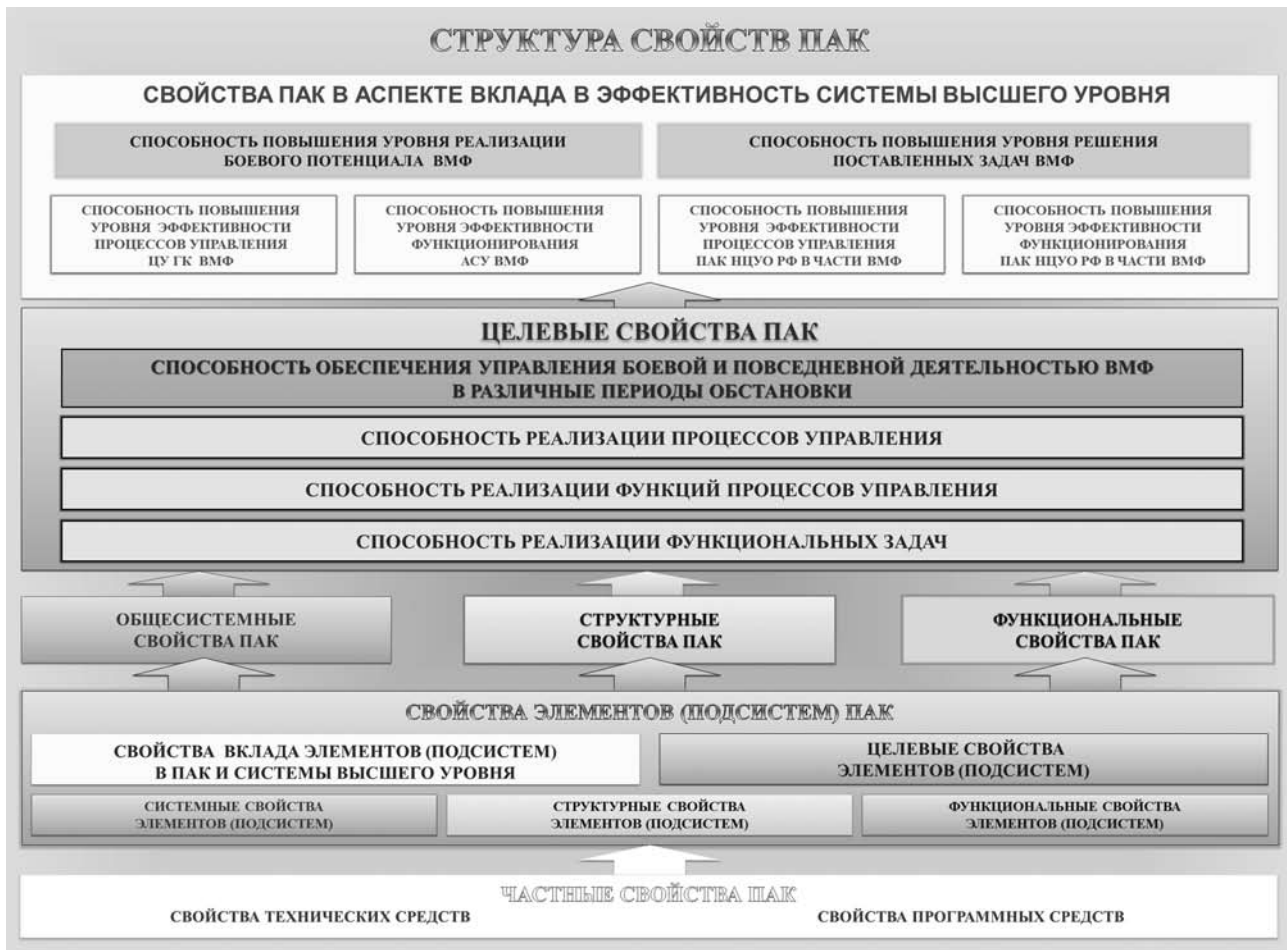 СТРУКТУРА СВОЙСТВ ПАК
СВОЙСТВА ПАК В АСПЕКТЕ ВКЛАДА В ЭФФЕКТИВНОСТЬ СИСТЕМЫ ВЫСШЕГО УРОВНЯ
СПОСОБНОСТЬ ПОВЫШЕНИЯ УРОВНЯ РЕАЛИЗАЦИИ
БОЕВОГО ПОТЕНЦИАЛА ВМФ
СПОСОБНОСТЬ ПОВЫШЕНИЯ УРОВНЯ РЕШЕНИЯ
ПОСТАВЛЕННЫХ ЗАДАЧ ВМФ
СПОСОБНОСТЬ ПОВЫШЕНИЯ
УРОВНЯ ЭФФЕКТИВНОСТИ
ПРОЦЕССОВ УПРАВЛЕНИЯ
ЦУ ГК ВМФ
СПОСОБНОСТЬ ПОВЫШЕНИЯ
УРОВНЯ ЭФФЕКТИВНОСТИ
ФУНКЦИОНИРОВАНИЯ
АСУ ВМФ
СПОСОБНОСТЬ ПОВЫШЕНИЯ
УРОВНЯ ЭФФЕКТИВНОСТИ
ПРОЦЕССОВ УПРАВЛЕНИЯ
ПАК НЦУО РФ В ЧАСТИ ВМФ
СПОСОБНОСТЬ ПОВЫШЕНИЯ
УРОВНЯ ЭФФЕКТИВНОСТИ
ФУНКЦИОНИРОВАНИЯ
ПАК НЦУО РФ В ЧАСТИ ВМФ
ЦЕЛЕВЫЕ СВОЙСТВА ПАК
СПОСОБНОСТЬ ОБЕСПЕЧЕНИЯ УПРАВЛЕНИЯ БОЕВОЙ И ПОВСЕДНЕВНОЙ ДЕЯТЕЛЬНОСТЬЮ ВМФ
В РАЗЛИЧНЫЕ ПЕРИОДЫ ОБСТАНОВКИ
СПОСОБНОСТЬ РЕАЛИЗАЦИИ ПРОЦЕССОВ УПРАВЛЕНИЯ
СПОСОБНОСТЬ РЕАЛИЗАЦИИ ФУНКЦИЙ ПРОЦЕССОВ УПРАВЛЕНИЯ
СПОСОБНОСТЬ РЕАЛИЗАЦИИ ФУНКЦИОНАЛЬНЫХ ЗАДАЧ
ОБЩЕСИСТЕМНЫЕ
СВОЙСТВА ПАК
СТРУКТУРНЫЕ
СВОЙСТВА ПАК
ФУНКЦИОНАЛЬНЫЕ
СВОЙСТВА ПАК
СВОЙСТВА ЭЛЕМЕНТОВ (ПОДСИСТЕМ) ПАК
СВОЙСТВА ВКЛАДА ЭЛЕМЕНТОВ (ПОДСИСТЕМ)
В ПАК И СИСТЕМЫ ВЫСШЕГО УРОВНЯ
ЦЕЛЕВЫЕ СВОЙСТВА
ЭЛЕМЕНТОВ (ПОДСИСТЕМ)
СИСТЕМНЫЕ СВОЙСТВА
ЭЛЕМЕНТОВ (ПОДСИСТЕМ)
СТРУКТУРНЫЕ СВОЙСТВА
ЭЛЕМЕНТОВ (ПОДСИСТЕМ)
ФУНКЦИОНАЛЬНЫЕ СВОЙСТВА
ЭЛЕМЕНТОВ (ПОДСИСТЕМ)
ЧАСТНЫЕ СВОЙСТВА ПАК
СВОЙСТВА ТЕХНИЧЕСКИХ СРЕДСТВ
СВОЙСТВА ПРОГРАММНЫХ СРЕДСТВ